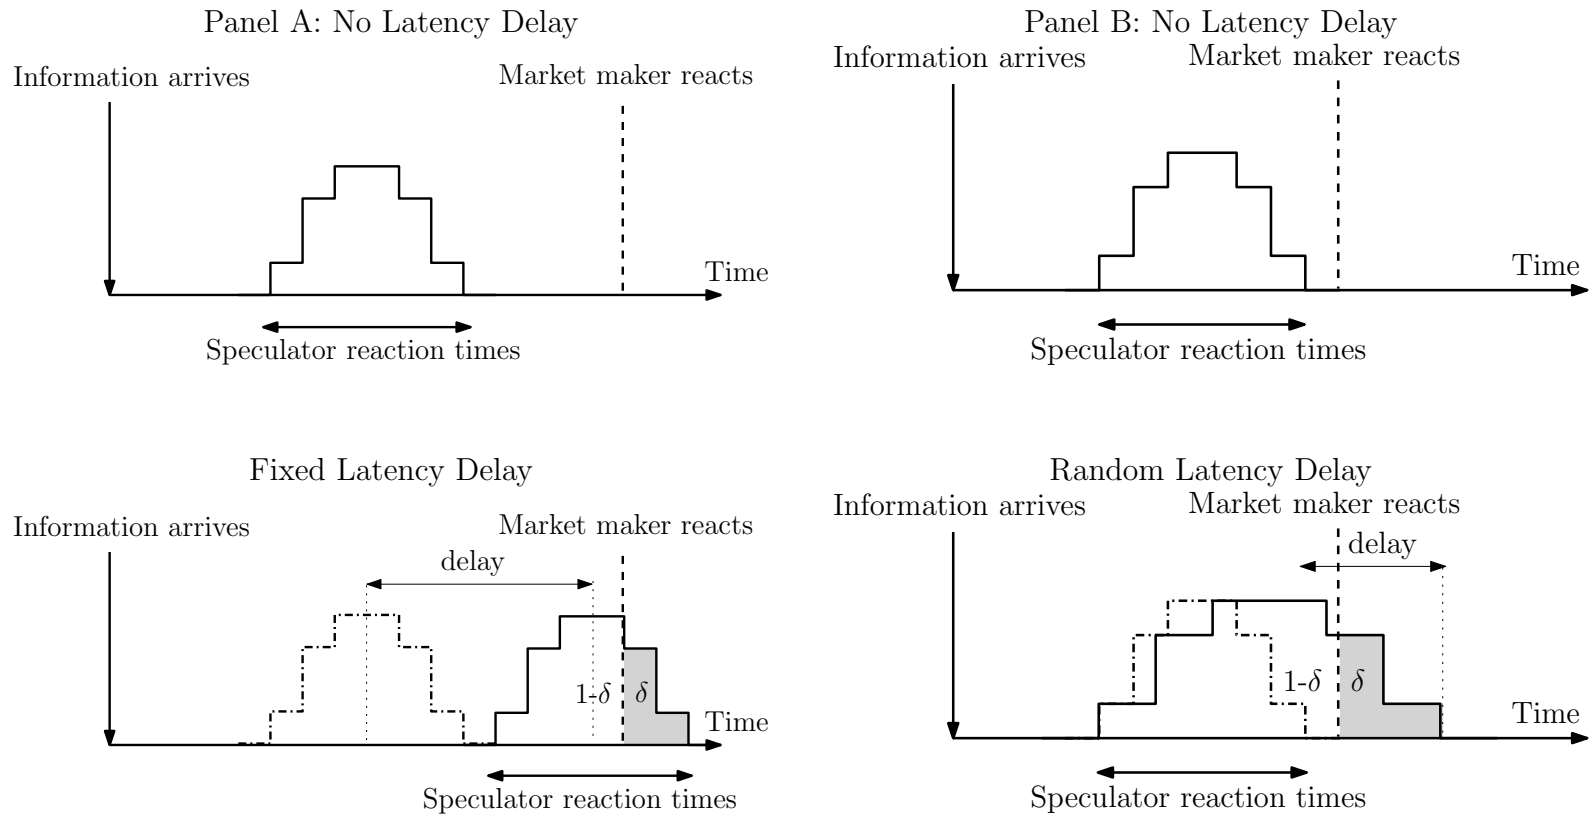 Panel A: No Latency Delay
Information arrives
Market maker reacts
Time
Speculator reaction times
Panel B: No Latency Delay
Information arrives
Market maker reacts
Time
Speculator reaction times
Fixed Latency Delay
Information arrives
Market maker reacts
delay
1-δ
δ
Time
Speculator reaction times
Random Latency Delay
Information arrives
Market maker reacts
delay
1-δ
δ
Time
Speculator reaction times